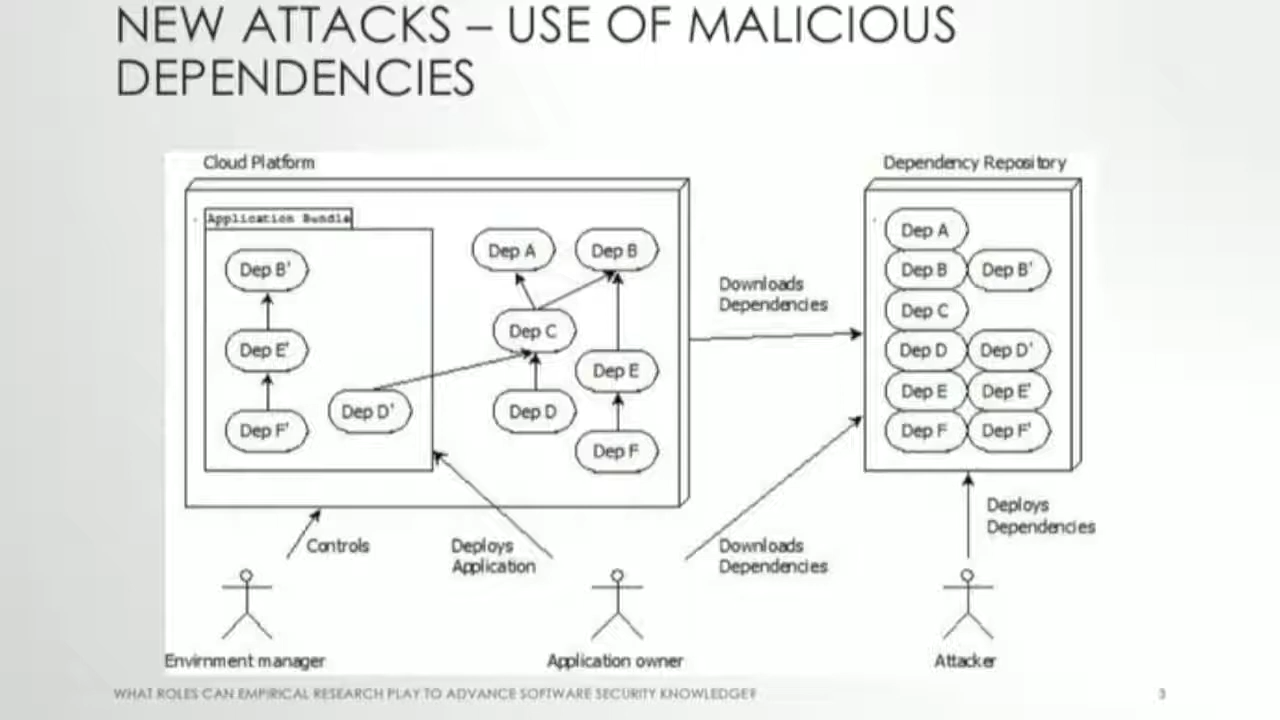 NEW ATTACKS – USE OF MALICIOUS
DEPENDENCIES
Cloud Platform
Dependency Repository
Application Bundle
Dep A
Dep B
Dep B'
Dep C
Dep E'
Dep E
Dep D'
Dep D
Dep F'
Dep F
Downloads
Dependencies
Dep A
Dep B
Dep B'
Dep C
Dep D
Dep D'
Dep E
Dep E'
Dep F
Dep F'
Controls
Deploys
Application
Downloads
Dependencies
Deploys
Dependencies
Envirnment manager
Application owner
Attacker
WHAT ROLES CAN EMPIRICAL RESEARCH PLAY TO ADVANCE SOFTWARE SECURITY KNOWLEDGE?
3